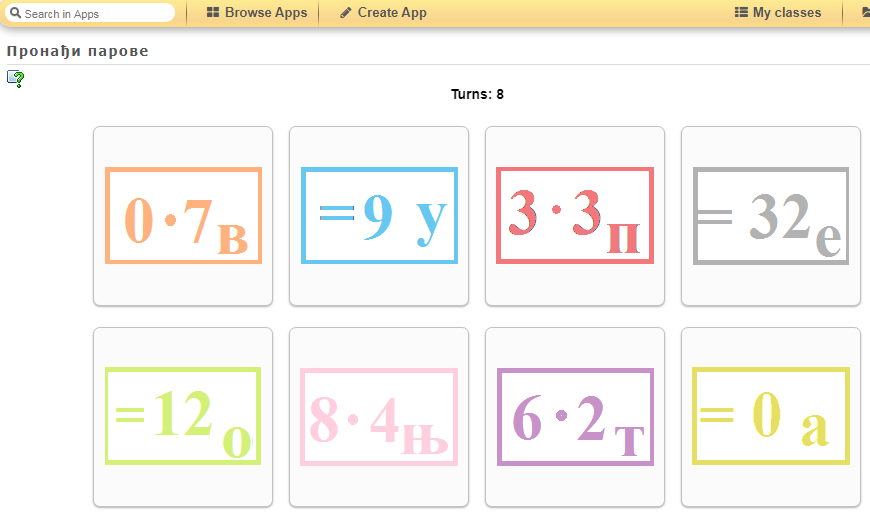 Search in Apps Browse Apps Create App My classes
Пронађи парове
Turns: 8
0·7в
=9 у
3·3п
= 32е
=12о
8·4њ
6·2т
= 0 а